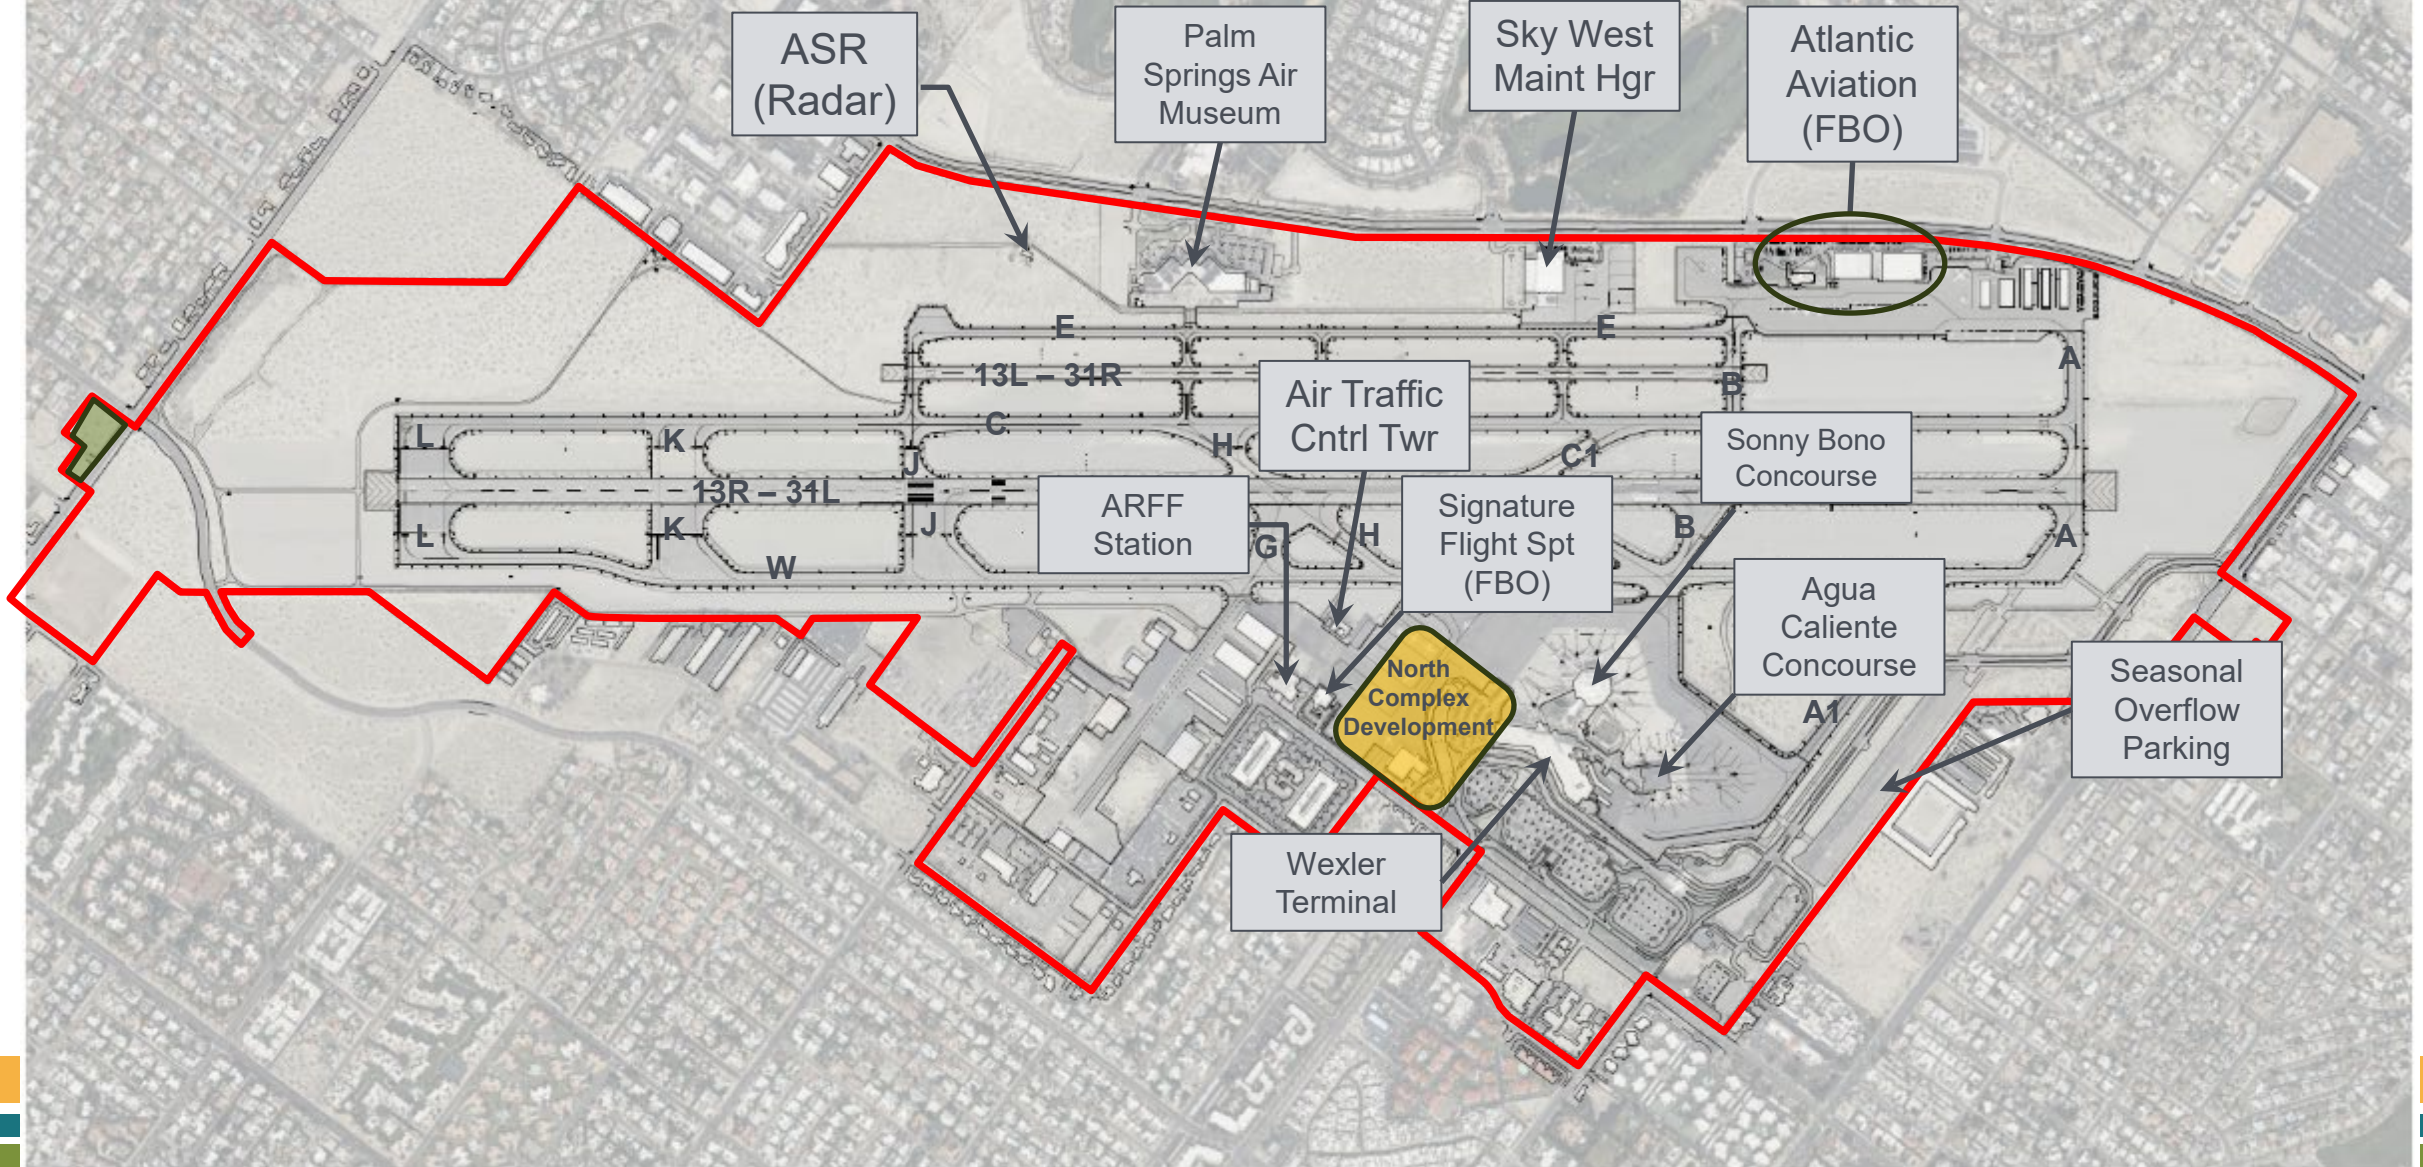 ASR
(Radar)
Palm
Springs Air
Museum
Sky West
Maint Hgr
Atlantic
Aviation
(FBO)
E
E
13L – 31R
A
B
Air Traffic
Cntrl Twr
C
L
K
J
H
C1
Sonny Bono
Concourse
13R – 31L
ARFF
Station
Signature
Flight Spt
(FBO)
L
K
J
G
H
B
A
W
Agua
Caliente
Concourse
North
Complex
Development
Seasonal
Overflow
Parking
A1
Wexler
Terminal